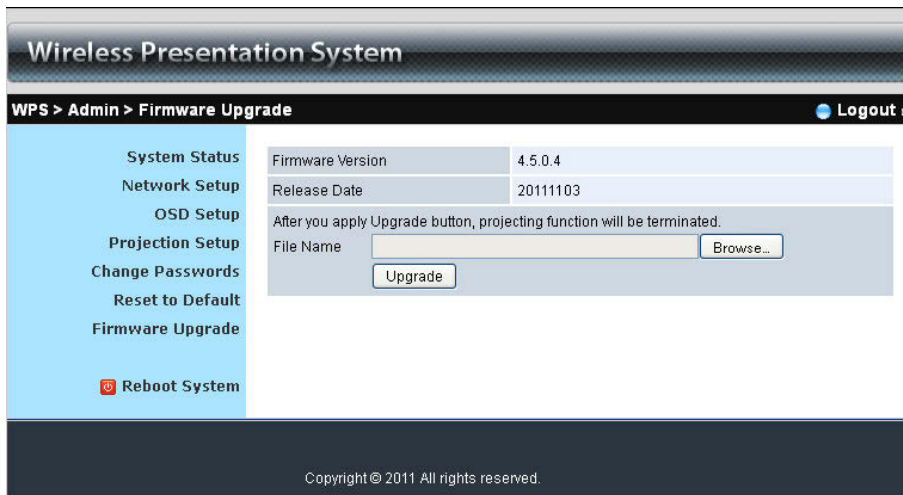 Wireless Presentation System
WPS > Admin > Firmware Upgrade
Logout
System Status
Network Setup
OSD Setup
Projection Setup
Change Passwords
Reset to Default
Firmware Upgrade
Reboot System
Firmware Version 4.5.0.4
Release Date 20111103
After you apply Upgrade button, projecting function will be terminated.
File Name Browse...
Upgrade
Copyright © 2011 All rights reserved.